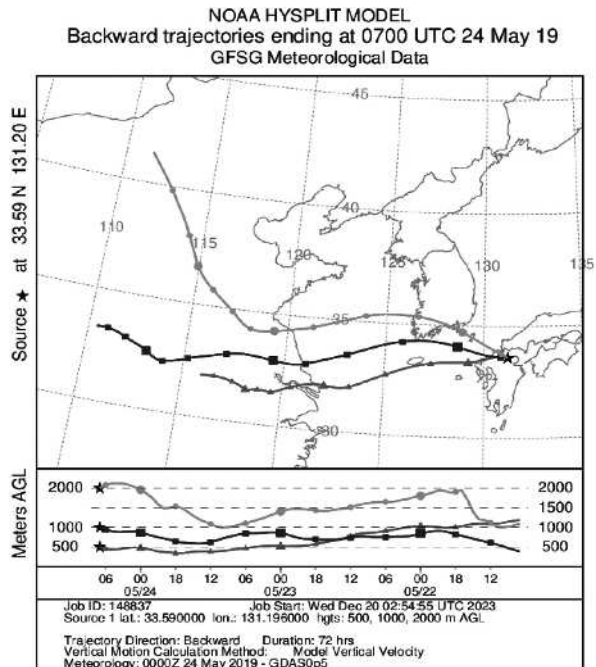 NOAA HYSPLIT MODEL
Backward trajectories ending at 0700 UTC 24 May 19
GFSG Meteorological Data
Source ★ at 33.59 N 131.20 E
45
40
110
115
120
125
130
135
35
30
Meters AGL
2000
1000
500
2000
1500
1000
500
06 00 18 12 06 00 18 12 06 00 18 12
05/24 05/23 05/22
Job ID: 148837 Job Start: Wed Dec 20 02:54:55 UTC 2023
Source 1 lat.: 33.590000 lon.: 131.196000 hgts: 500, 1000, 2000 m AGL
Trajectory Direction: Backward Duration: 72 hrs
Vertical Motion Calculation Method: Model Vertical Velocity
Meteorology: 0000Z 24 May 2019 - GDAS0p5